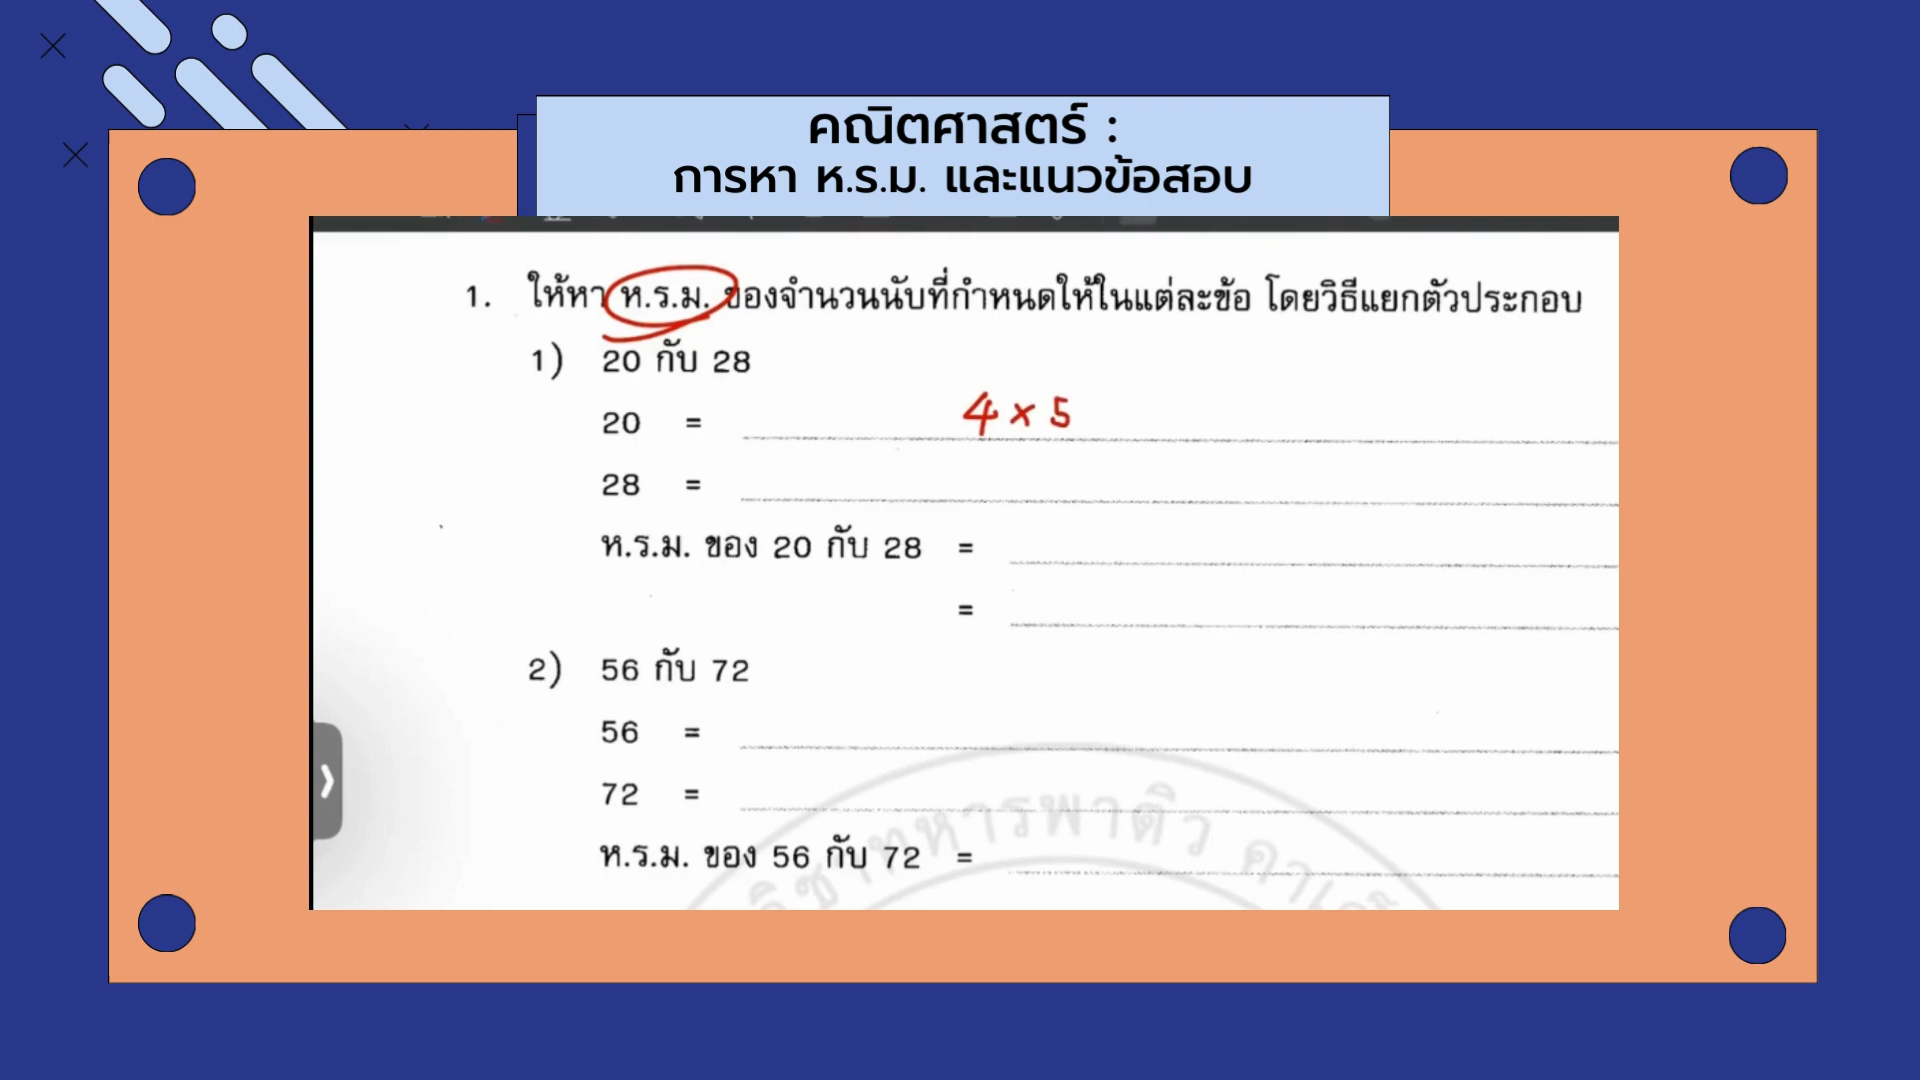 คณิตศาสตร์ :
การหา ห.ร.ม. และแนวข้อสอบ
1. ให้หา ห.ร.ม. ของจำนวนนับที่กำหนดให้ในแต่ละข้อ โดยวิธีแยกตัวประกอบ
1) 20 กับ 28
20 = 4 × 5
28 =
ห.ร.ม. ของ 20 กับ 28 =
=
2) 56 กับ 72
56 =
72 =
ห.ร.ม. ของ 56 กับ 72 =